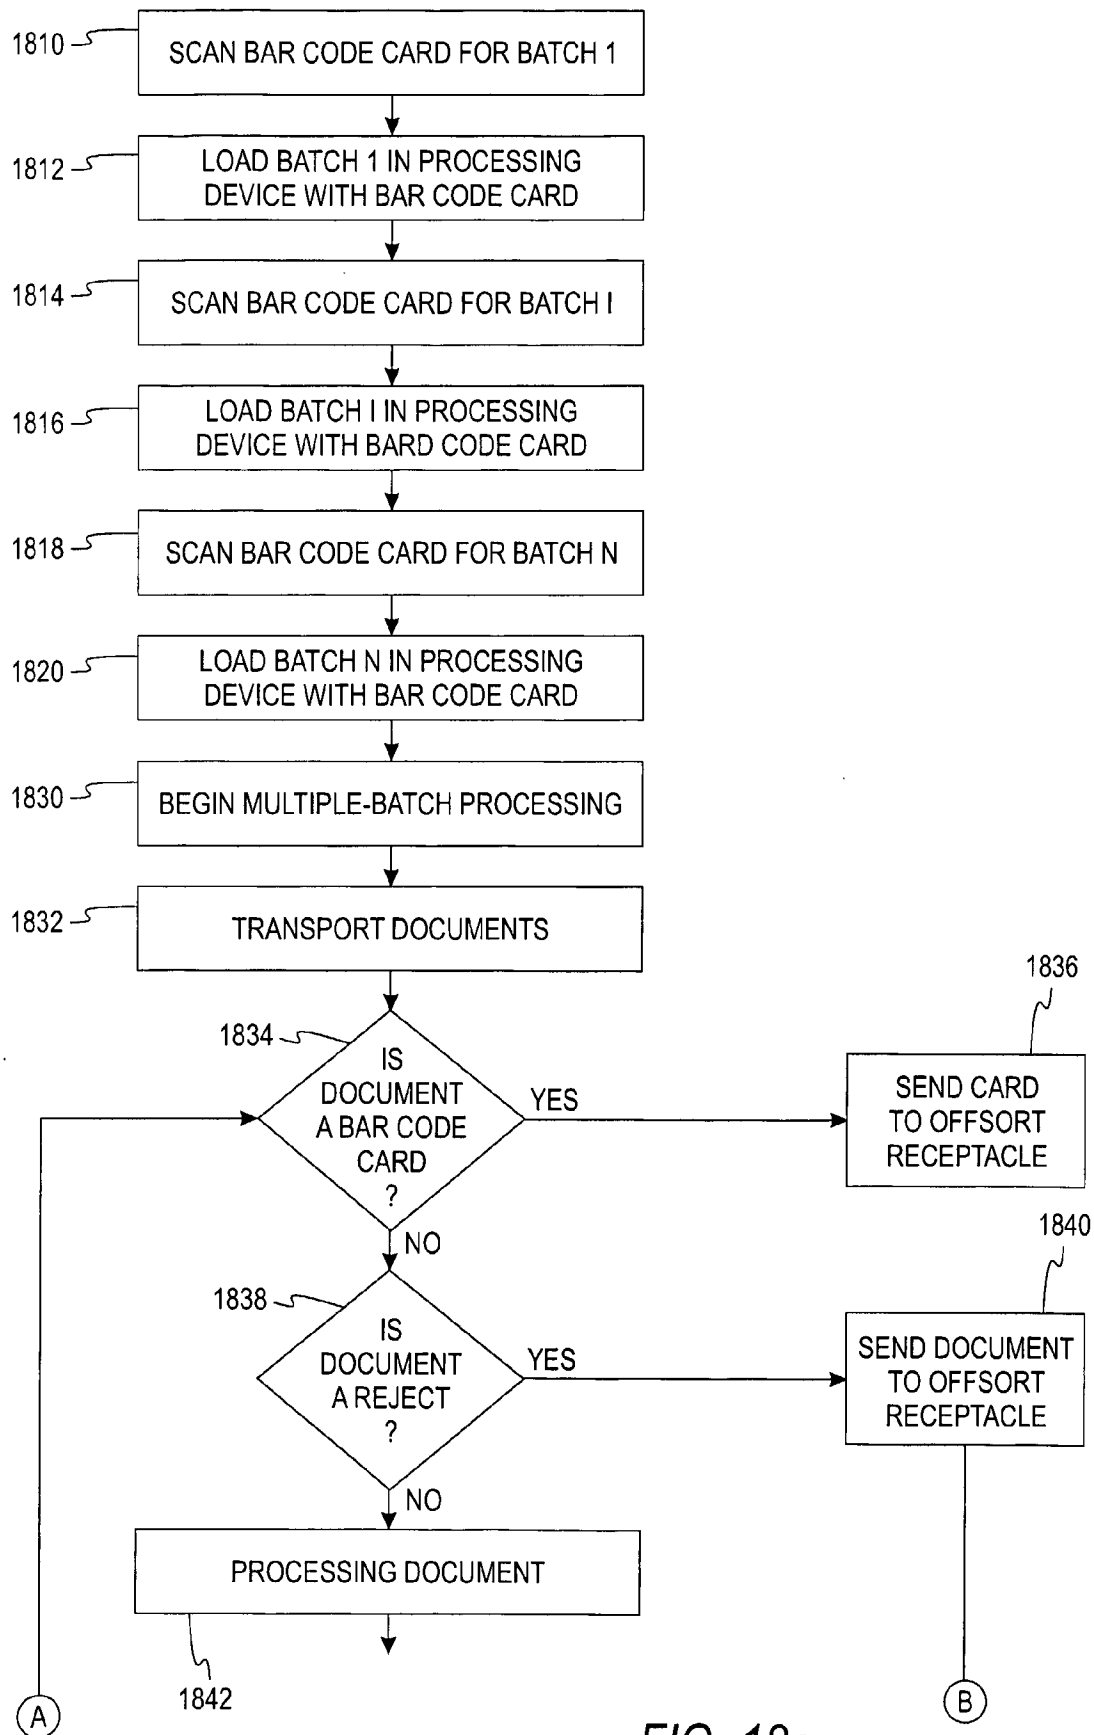 1810
SCAN BAR CODE CARD FOR BATCH 1
1812
LOAD BATCH 1 IN PROCESSING
DEVICE WITH BAR CODE CARD
1814
SCAN BAR CODE CARD FOR BATCH I
1816
LOAD BATCH I IN PROCESSING
DEVICE WITH BARD CODE CARD
1818
SCAN BAR CODE CARD FOR BATCH N
1820
LOAD BATCH N IN PROCESSING
DEVICE WITH BAR CODE CARD
1830
BEGIN MULTIPLE-BATCH PROCESSING
1832
TRANSPORT DOCUMENTS
1834
IS
DOCUMENT
A BAR CODE
CARD
?
YES
1836
SEND CARD
TO OFFSORT
RECEPTACLE
NO
1838
IS
DOCUMENT
A REJECT
?
YES
1840
SEND DOCUMENT
TO OFFSORT
RECEPTACLE
NO
PROCESSING DOCUMENT
1842
A
B